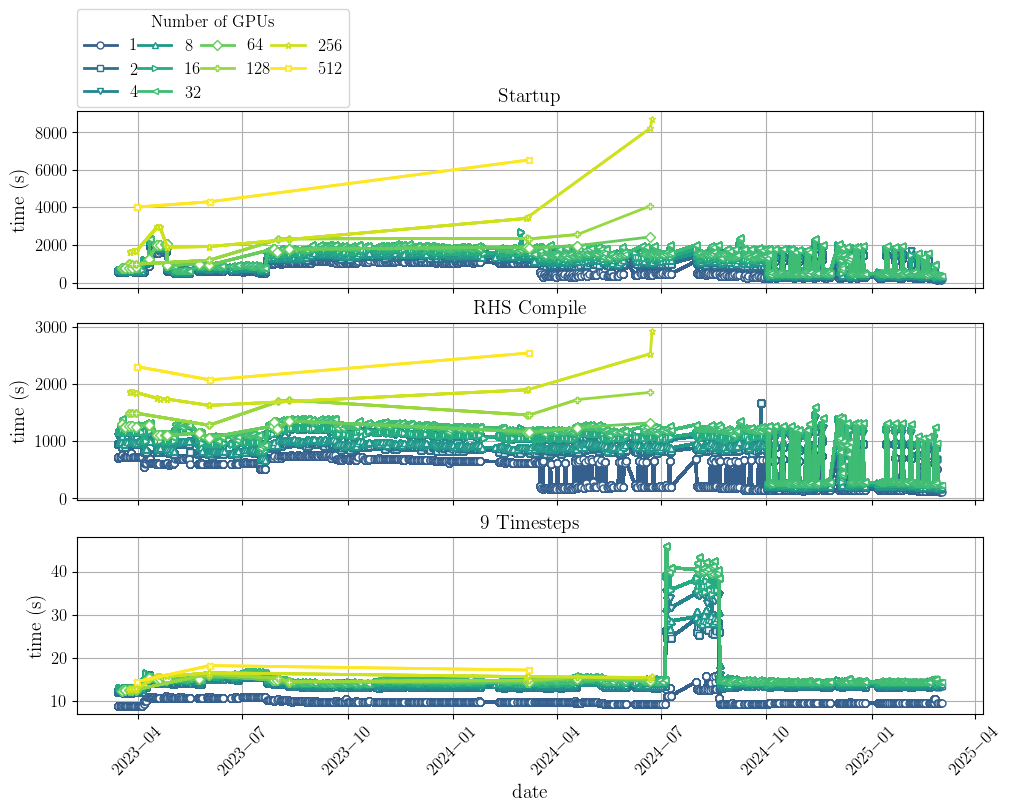 Number of GPUs
1 8 64 256
2 16 128 512
4 32
Startup
8000
6000
4000
2000
0
time (s)
RHS Compile
3000
2000
1000
0
time (s)
9 Timesteps
40
30
20
10
time (s)
2023-04 2023-07 2023-10 2024-01 2024-04 2024-07 2024-10 2025-01 2025-04
date